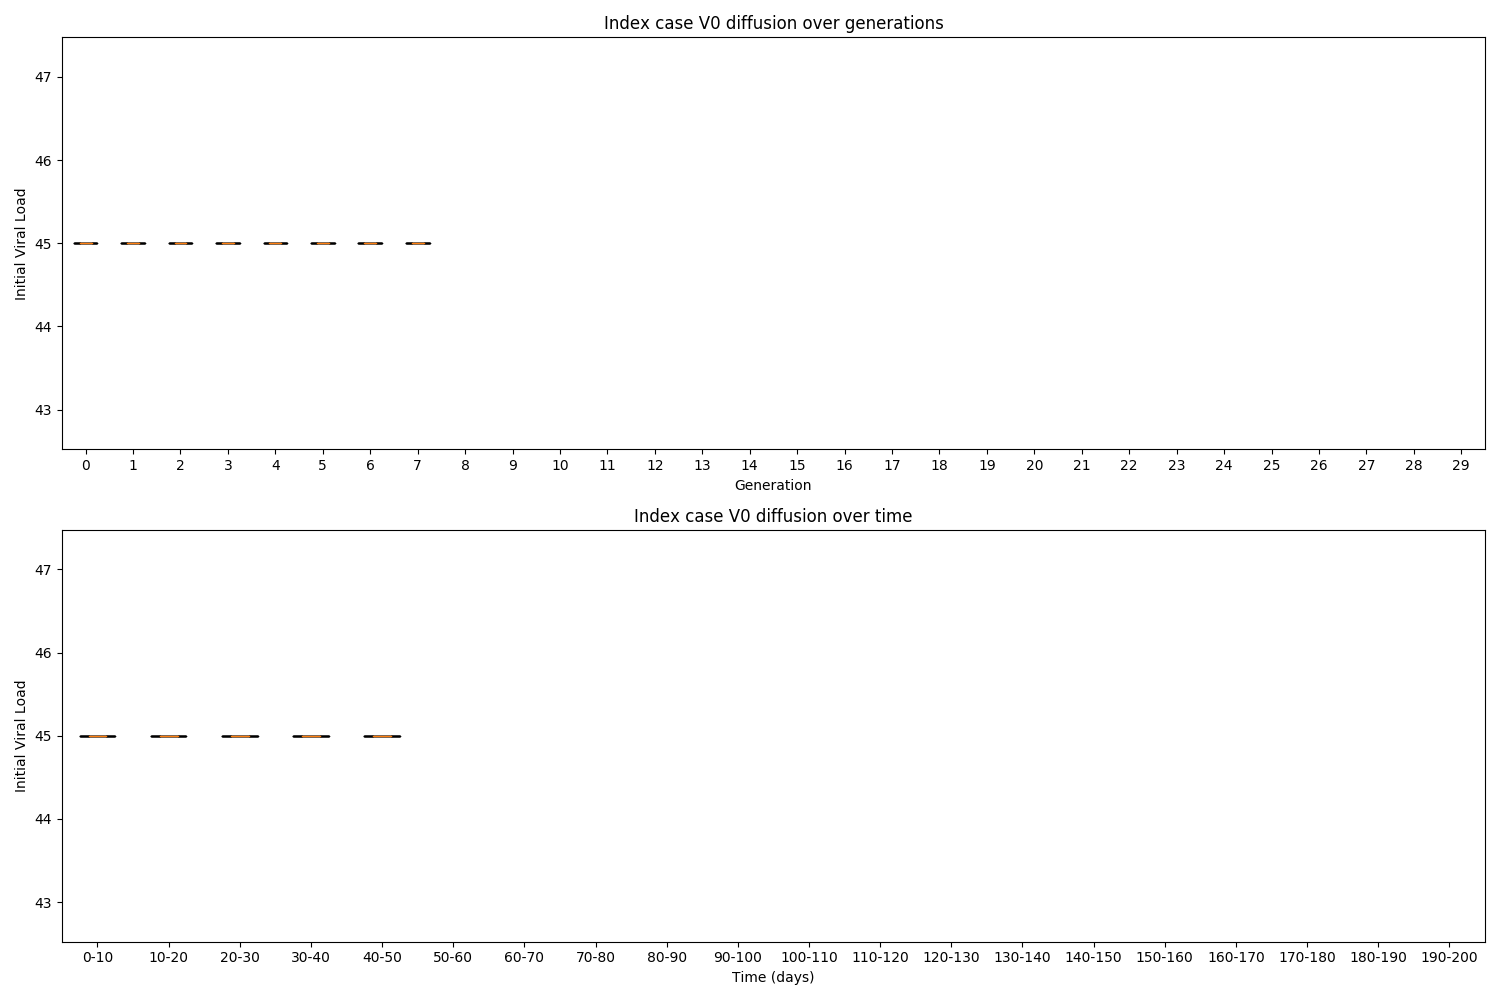 Index case V0 diffusion over generations
47
46
45
44
43
Initial Viral Load
0 1 2 3 4 5 6 7 8 9 10 11 12 13 14 15 16 17 18 19 20 21 22 23 24 25 26 27 28 29
Generation
Index case V0 diffusion over time
47
46
45
44
43
Initial Viral Load
0-10 10-20 20-30 30-40 40-50 50-60 60-70 70-80 80-90 90-100 100-110 110-120 120-130 130-140 140-150 150-160 160-170 170-180 180-190 190-200
Time (days)